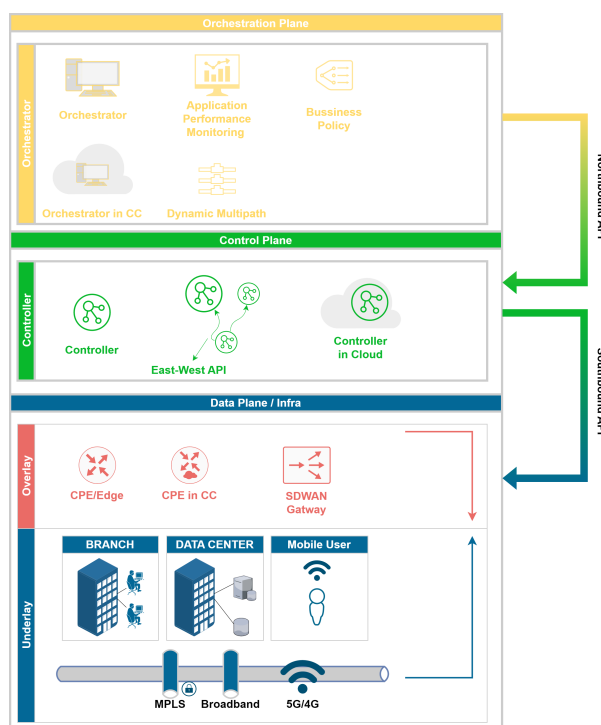 Orchestration Plane
Orchestrator
Orchestrator
Application
Performance
Monitoring
Bussiness
Policy
Orchestrator in CC
Dynamic Multipath
Control Plane
Controller
Controller
East-West API
Controller
in Cloud
Data Plane / Infra
Overlay
CPE/Edge
CPE in CC
SDWAN
Gatway
Underlay
BRANCH
DATA CENTER
Mobile User
MPLS
Broadband
5G/4G